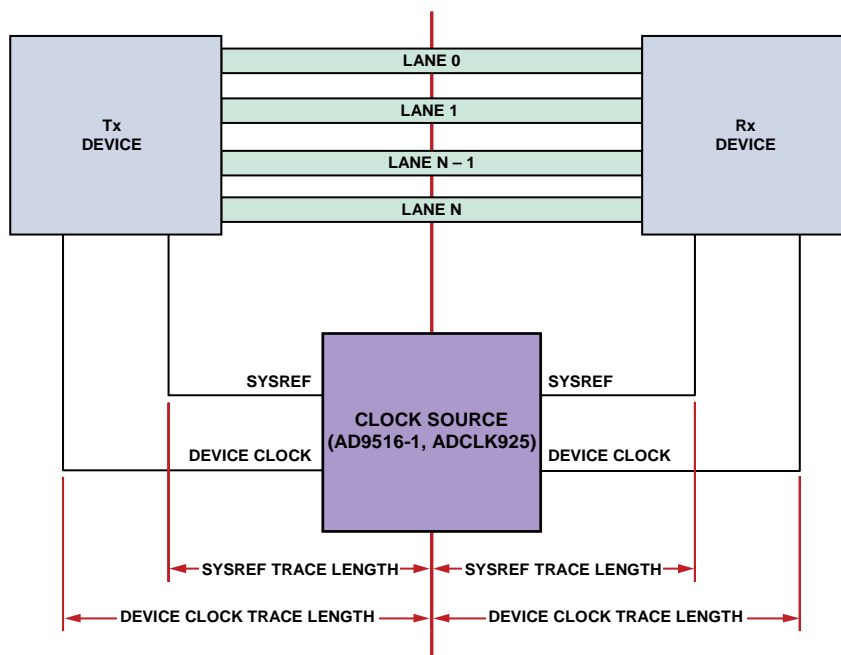 LANE 0
LANE 1
LANE N – 1
LANE N
Tx
DEVICE
Rx
DEVICE
SYSREF
SYSREF
CLOCK SOURCE
(AD9516-1, ADCLK925)
DEVICE CLOCK
DEVICE CLOCK
SYSREF TRACE LENGTH
SYSREF TRACE LENGTH
DEVICE CLOCK TRACE LENGTH
DEVICE CLOCK TRACE LENGTH